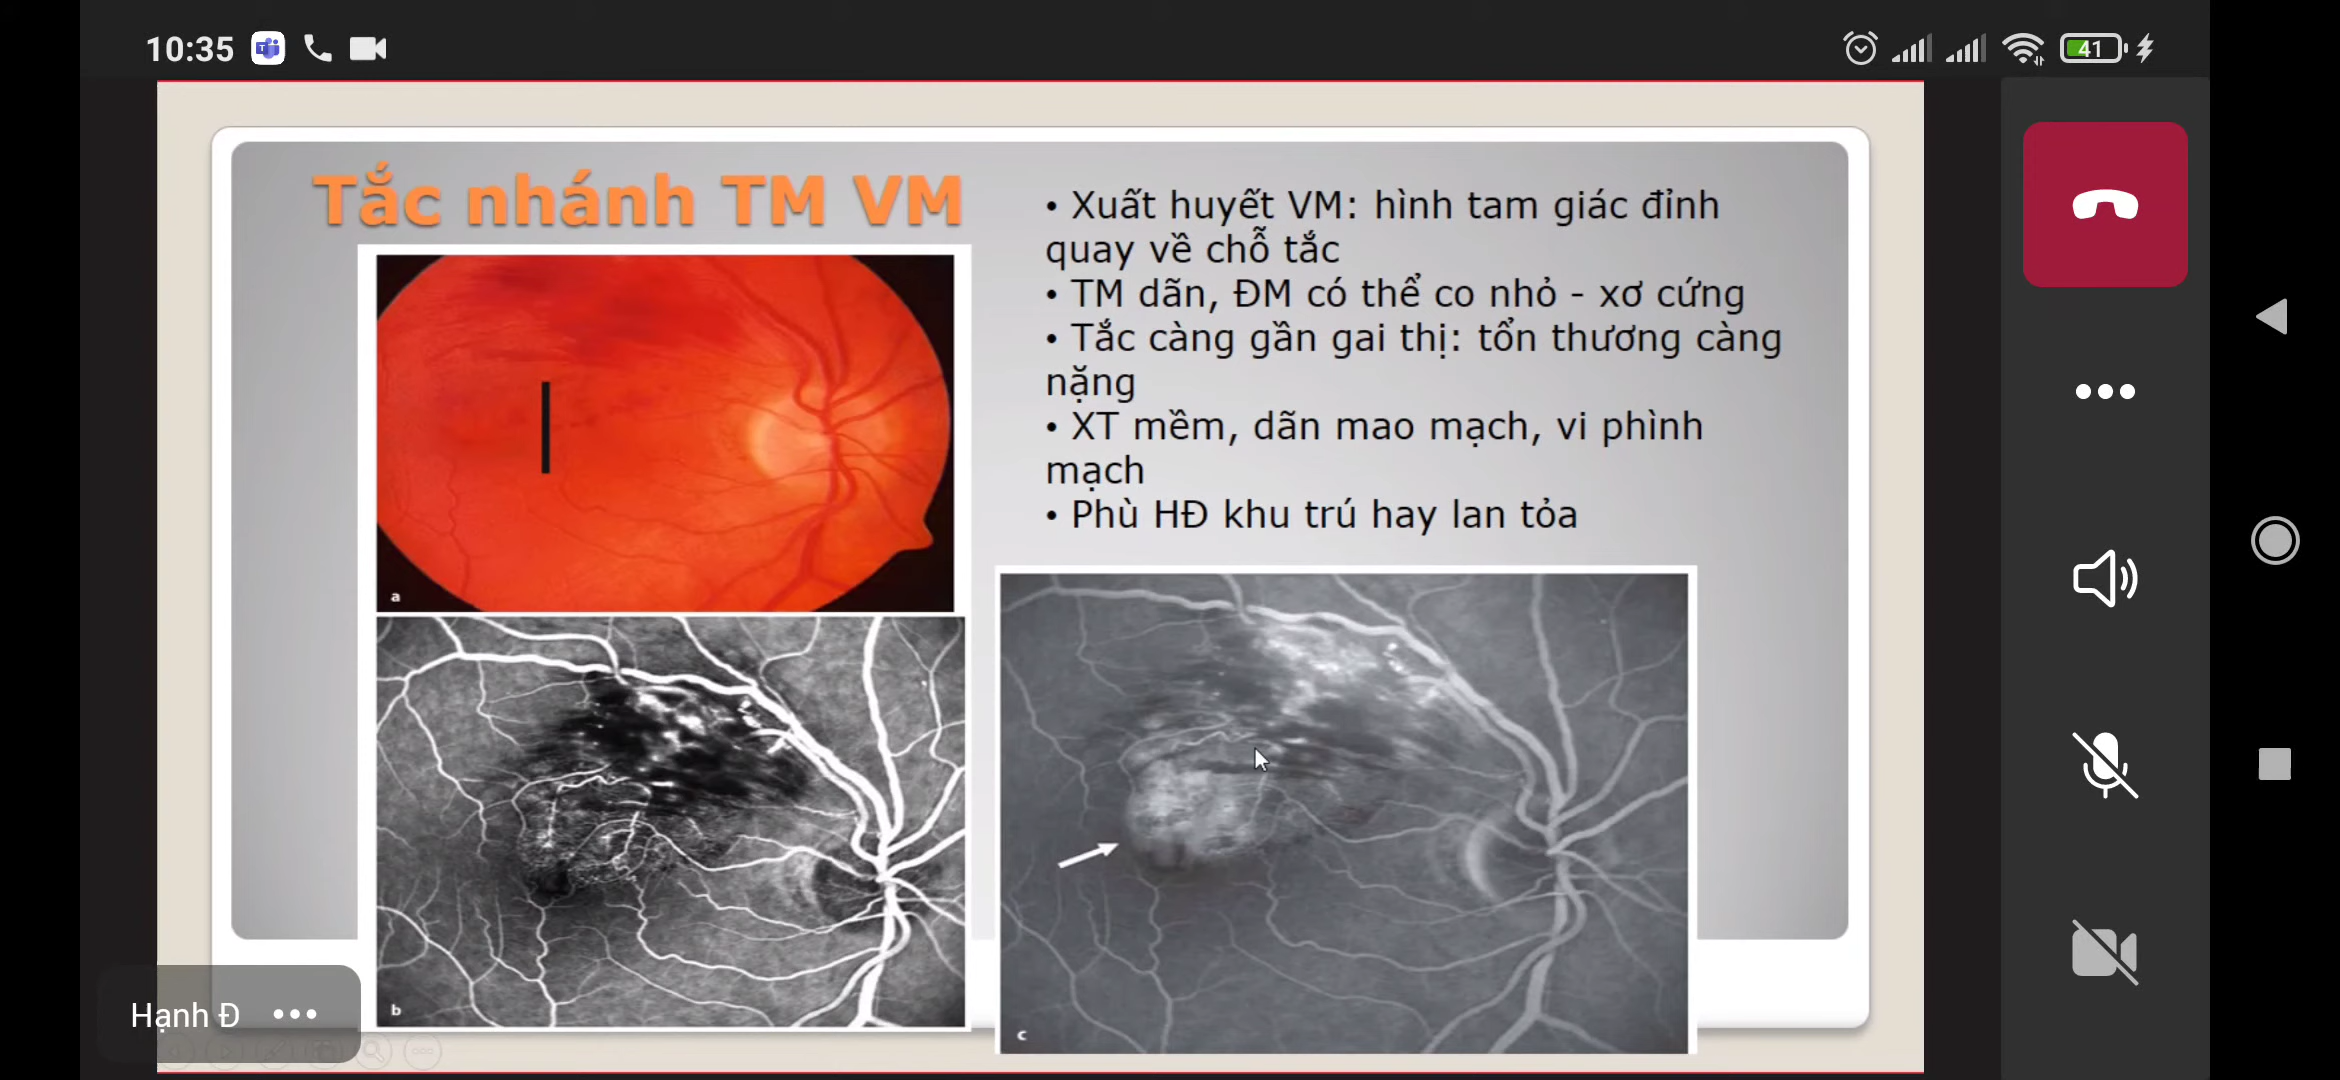 10:35
41
Tắc nhánh TM VM
• Xuất huyết VM: hình tam giác đỉnh
quay về chỗ tắc
• TM dãn, ĐM có thể co nhỏ - xơ cứng
• Tắc càng gần gai thị: tổn thương càng
nặng
• XT mềm, dãn mao mạch, vi phình
mạch
• Phù HĐ khu trú hay lan tỏa
a
b
c
Hạnh Đ